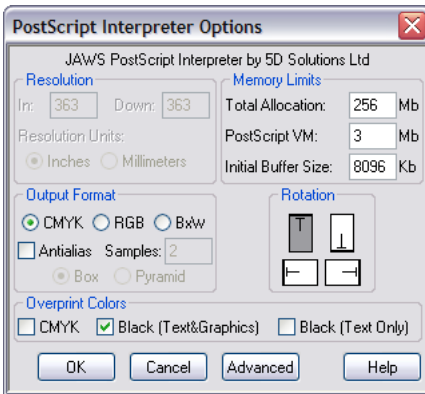 PostScript Interpreter Options
JAWS PostScript Interpreter by 5D Solutions Ltd
Resolution
In: 363 Down: 363
Resolution Units:
Inches Millimeters
Memory Limits
Total Allocation: 256 Mb
PostScript VM: 3 Mb
Initial Buffer Size: 8096 Kb
Output Format
CMYK RGB BxW
Antialias Samples: 2
Box Pyramid
Rotation
Overprint Colors
CMYK Black (Text&Graphics) Black (Text Only)
OK Cancel Advanced Help